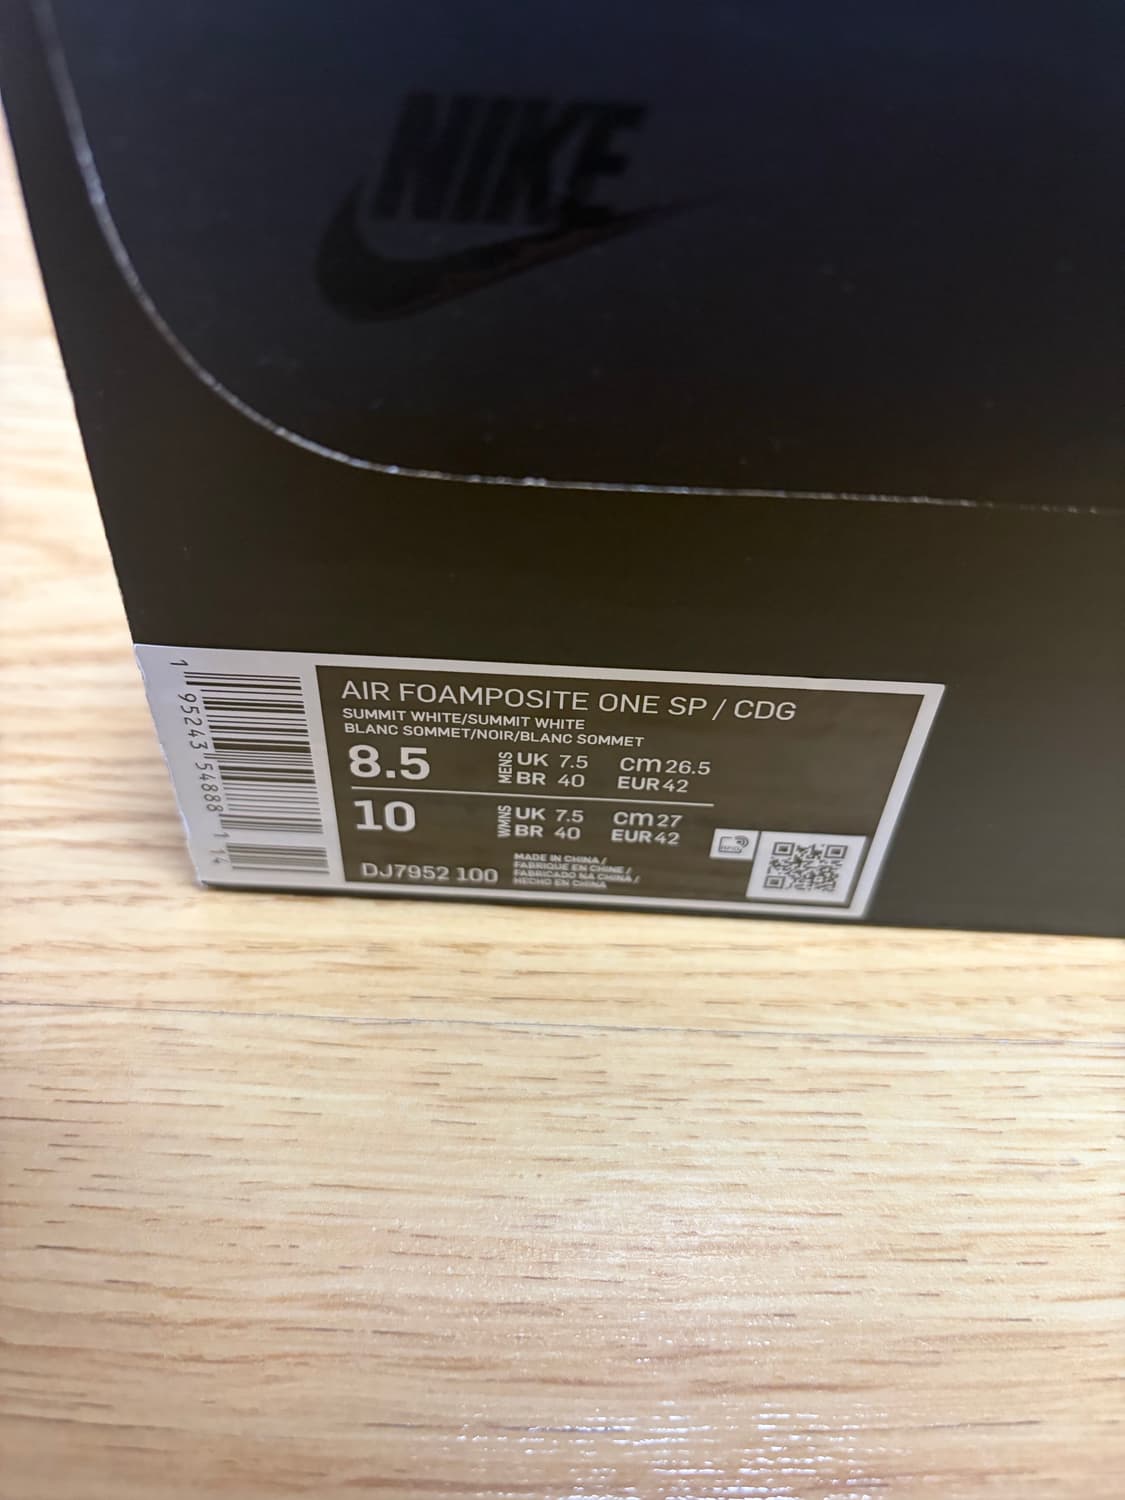 NIKE
AIR FOAMPOSITE ONE SP / CDG
SUMMIT WHITE/SUMMIT WHITE
BLANC SOMMET/NOIR/BLANC SOMMET
8.5 MENS UK 7.5 cm 26.5
BR 40 EUR 42
10 WMNS UK 7.5 cm 27
BR 40 EUR 42
DJ7952 100
MADE IN CHINA /
FABRIQUE EN CHINE /
FABRICADO NA CHINA /
HECHO EN CHINA
RFID
1 95243 54888 1 14